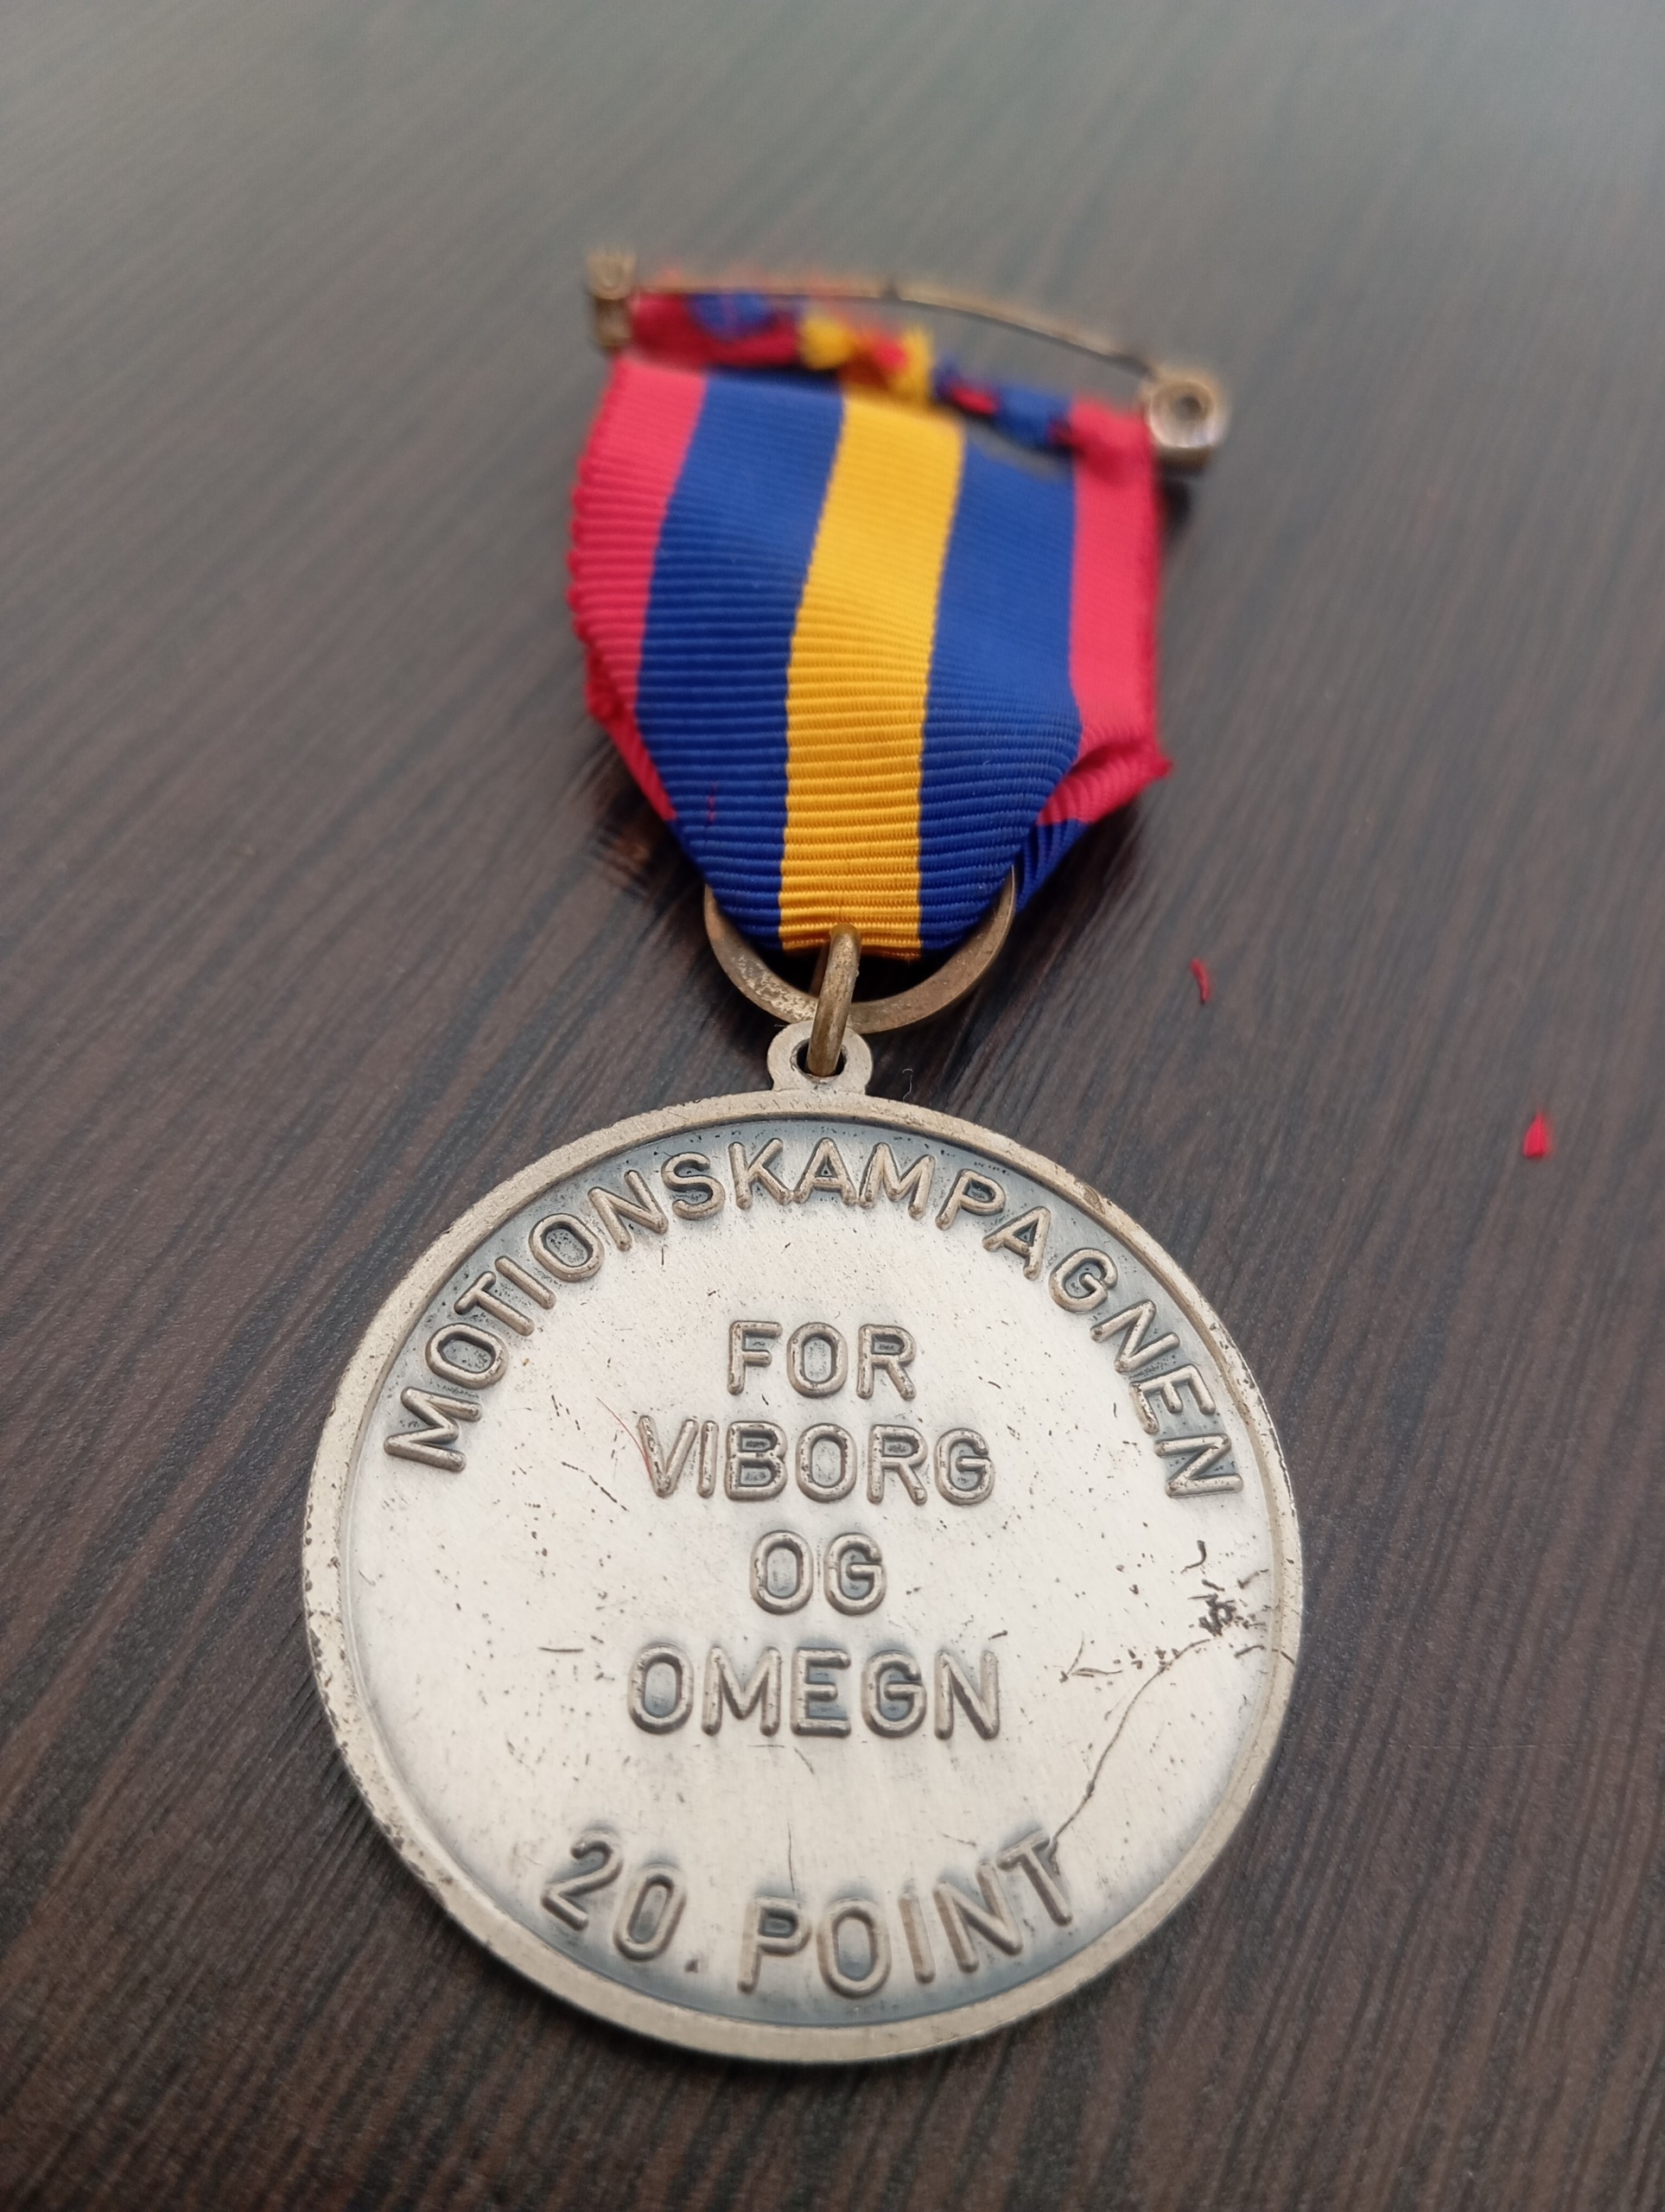 MOTIONSKAMPAGNEN
FOR
VIBORG
OG
OMEGN
20. POINT